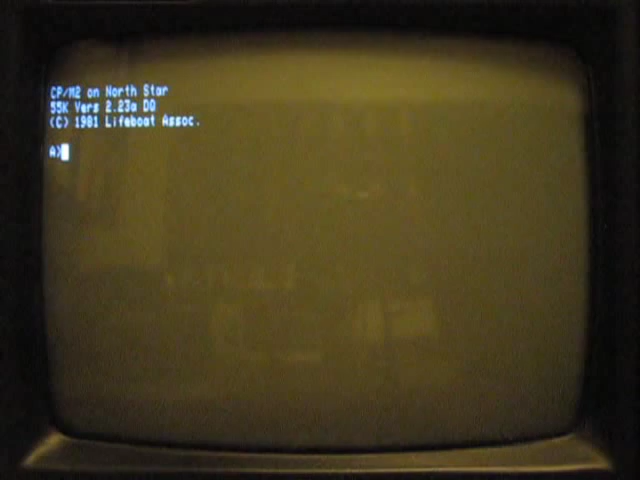 CP/M2 on North Star
55K Vers 2.23a DQ
(C) 1981 Lifeboat Assoc.
A>